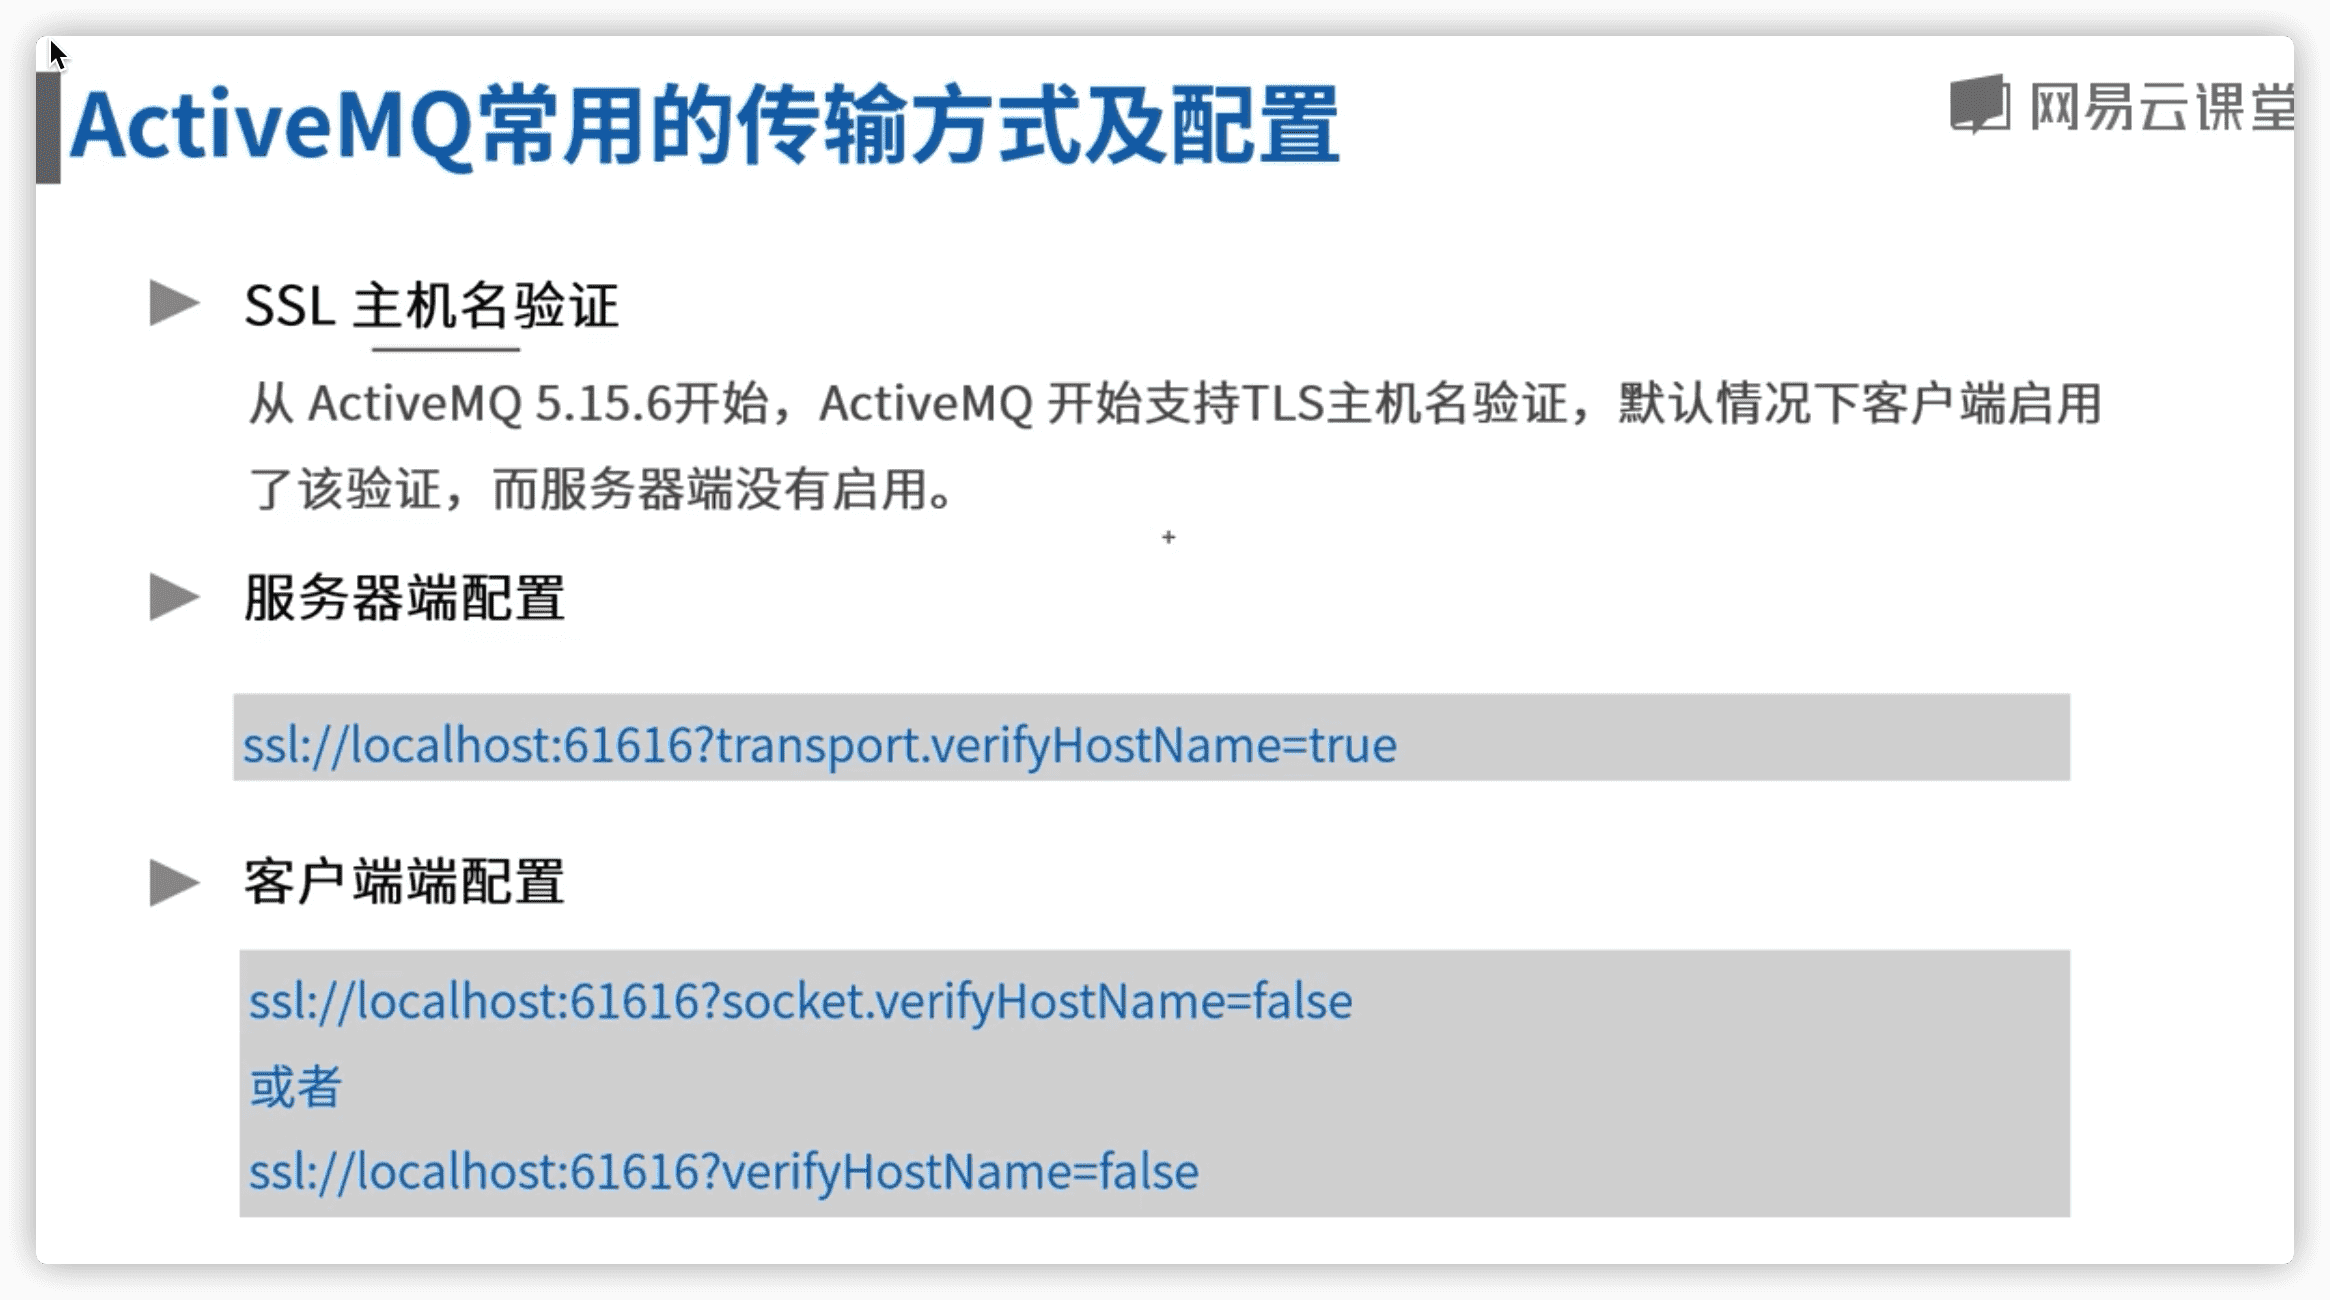 ActiveMQ常用的传输方式及配置
网易云课堂
SSL 主机名验证
从 ActiveMQ 5.15.6开始，ActiveMQ 开始支持TLS主机名验证，默认情况下客户端启用
了该验证，而服务器端没有启用。
服务器端配置
ssl://localhost:61616?transport.verifyHostName=true
客户端端配置
ssl://localhost:61616?socket.verifyHostName=false
或者
ssl://localhost:61616?verifyHostName=false